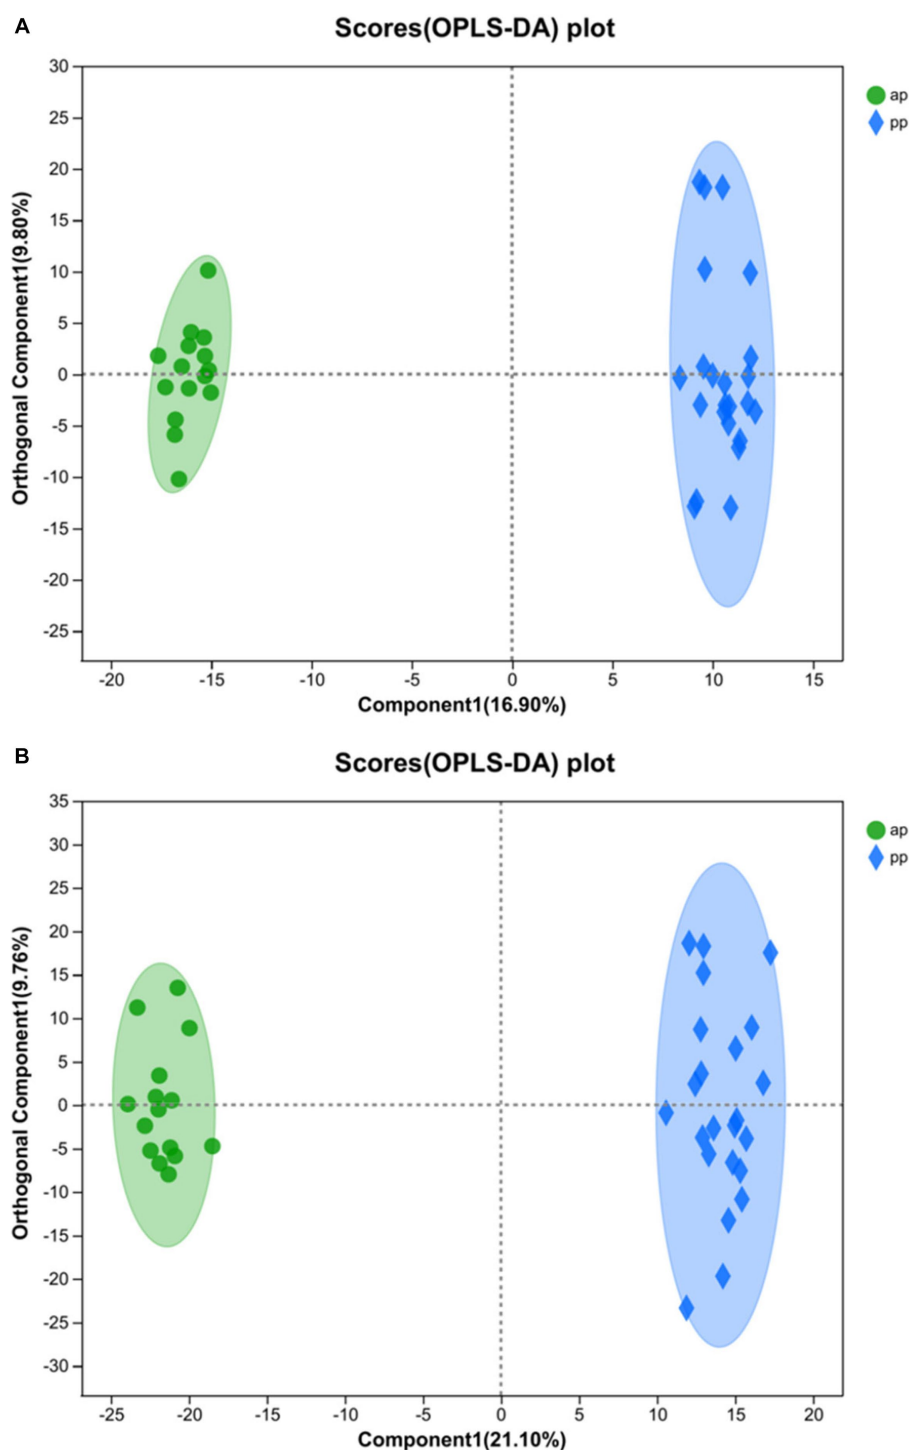 A
Scores(OPLS-DA) plot
30
25
20
15
10
5
0
-5
-10
-15
-20
-25
Orthogonal Component1(9.80%)
ap
pp
-20 -15 -10 -5 0 5 10 15
Component1(16.90%)
B
Scores(OPLS-DA) plot
35
30
25
20
15
10
5
0
-5
-10
-15
-20
-25
-30
Orthogonal Component1(9.76%)
ap
pp
-25 -20 -15 -10 -5 0 5 10 15 20
Component1(21.10%)